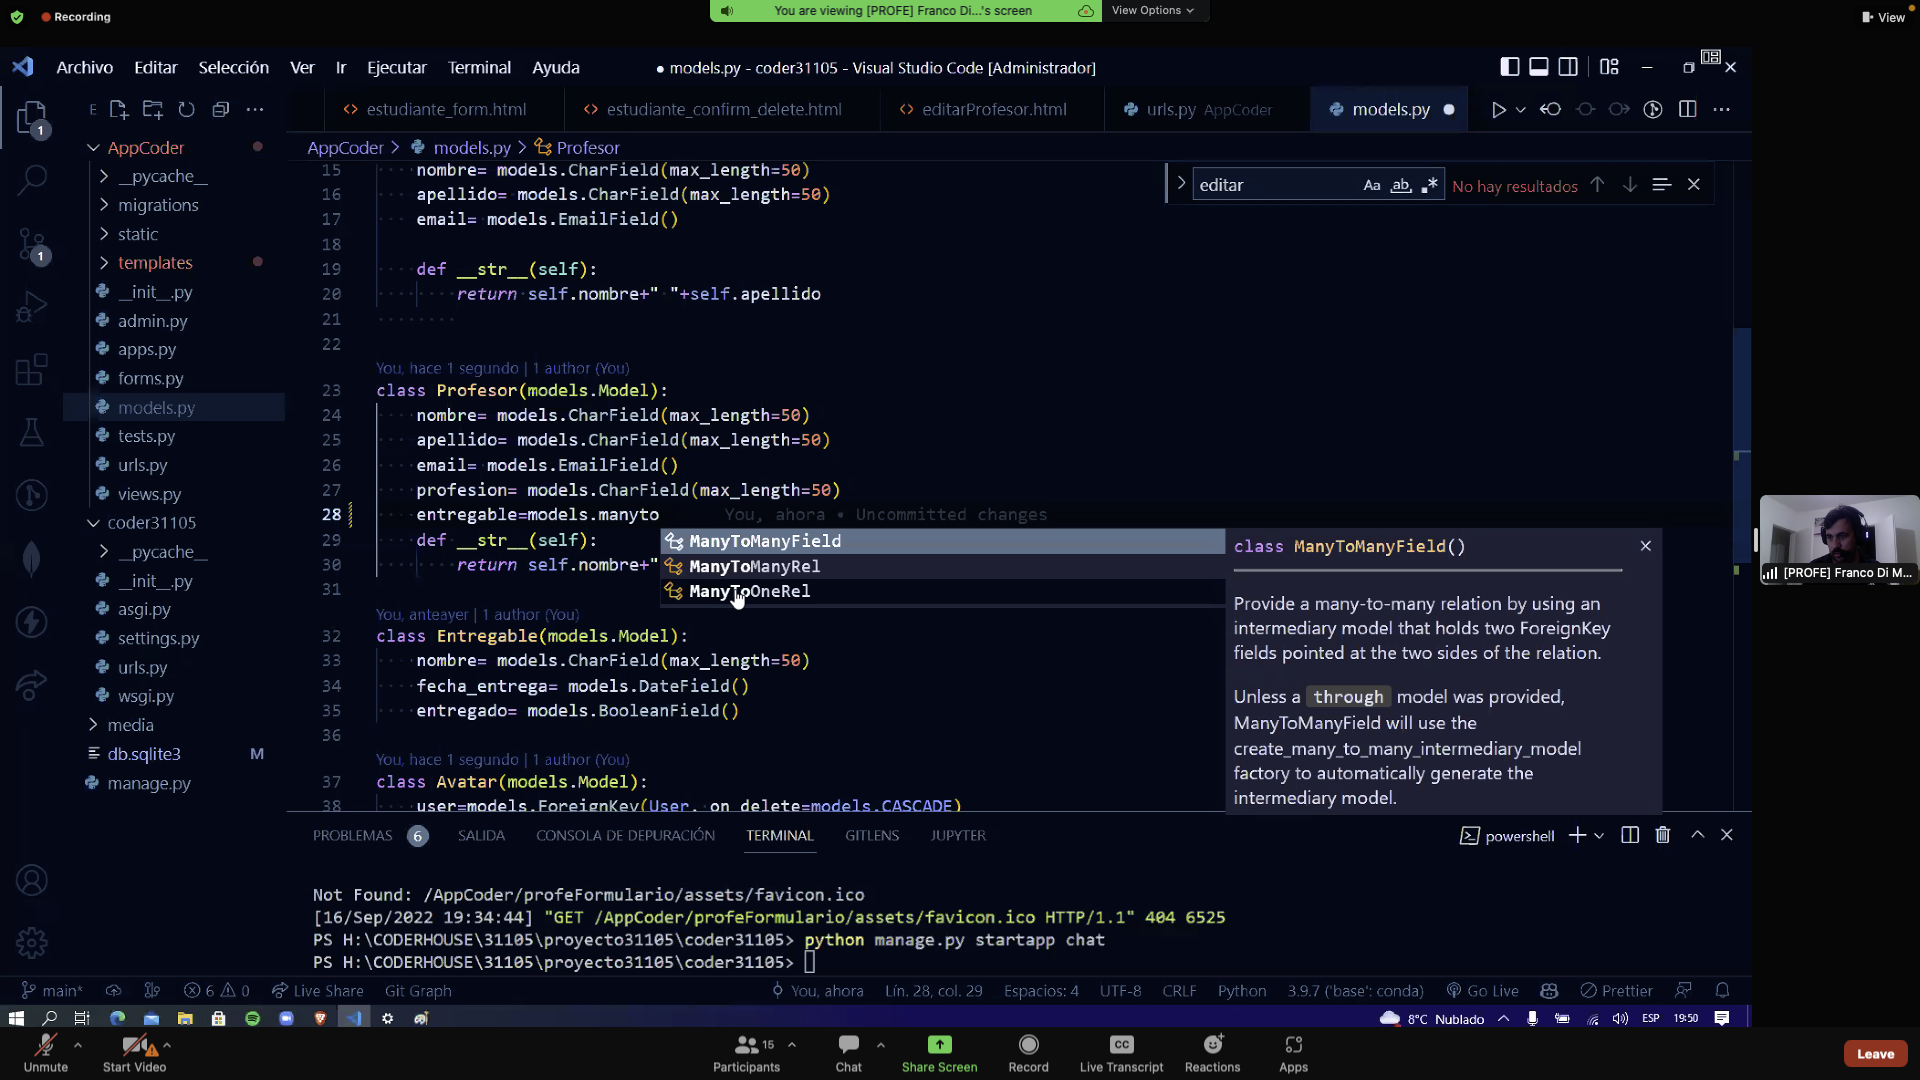 Recording
You are viewing [PROFE] Franco Di...'s screen
View Options
View
Archivo Editar Selección Ver Ir Ejecutar Terminal Ayuda
● models.py - coder31105 - Visual Studio Code [Administrador]
E
estudiante_form.html
estudiante_confirm_delete.html
editarProfesor.html
urls.py AppCoder
models.py
AppCoder > models.py > Profesor
editar
Aa ab, .*
No hay resultados
1
1
AppCoder
__pycache__
migrations
static
templates
__init__.py
admin.py
apps.py
forms.py
models.py
tests.py
urls.py
views.py
coder31105
__pycache__
__init__.py
asgi.py
settings.py
urls.py
wsgi.py
media
db.sqlite3 M
manage.py
15 nombre= models.CharField(max_length=50)
16 apellido= models.CharField(max_length=50)
17 email= models.EmailField()
18
19 def __str__(self):
20 return self.nombre+" "+self.apellido
21
22
You, hace 1 segundo | 1 author (You)
23 class Profesor(models.Model):
24 nombre= models.CharField(max_length=50)
25 apellido= models.CharField(max_length=50)
26 email= models.EmailField()
27 profesion= models.CharField(max_length=50)
28 entregable=models.manyto You, ahora • Uncommitted changes
29 def __str__(self):
30 return self.nombre+"
31
You, anteayer | 1 author (You)
32 class Entregable(models.Model):
33 nombre= models.CharField(max_length=50)
34 fecha_entrega= models.DateField()
35 entregado= models.BooleanField()
36
You, hace 1 segundo | 1 author (You)
37 class Avatar(models.Model):
38 user=models.ForeignKey(User, on_delete=models.CASCADE)
ManyToManyField
ManyToManyRel
ManyToOneRel
class ManyToManyField()
Provide a many-to-many relation by using an
intermediary model that holds two ForeignKey
fields pointed at the two sides of the relation.
Unless a through model was provided,
ManyToManyField will use the
create_many_to_many_intermediary_model
factory to automatically generate the
intermediary model.
[PROFE] Franco Di M...
PROBLEMAS 6 SALIDA CONSOLA DE DEPURACIÓN TERMINAL GITLENS JUPYTER
powershell
Not Found: /AppCoder/profeFormulario/assets/favicon.ico
[16/Sep/2022 19:34:44] "GET /AppCoder/profeFormulario/assets/favicon.ico HTTP/1.1" 404 6525
PS H:\CODERHOUSE\31105\proyecto31105\coder31105> python manage.py startapp chat
PS H:\CODERHOUSE\31105\proyecto31105\coder31105>
main* 6 0 Live Share Git Graph You, ahora Lín. 28, col. 29 Espacios: 4 UTF-8 CRLF Python 3.9.7 ('base': conda) Go Live Prettier
8°C Nublado ESP 19:50
Unmute
Start Video
15
Participants
Chat
Share Screen
Record
CC
Live Transcript
Reactions
Apps
Leave